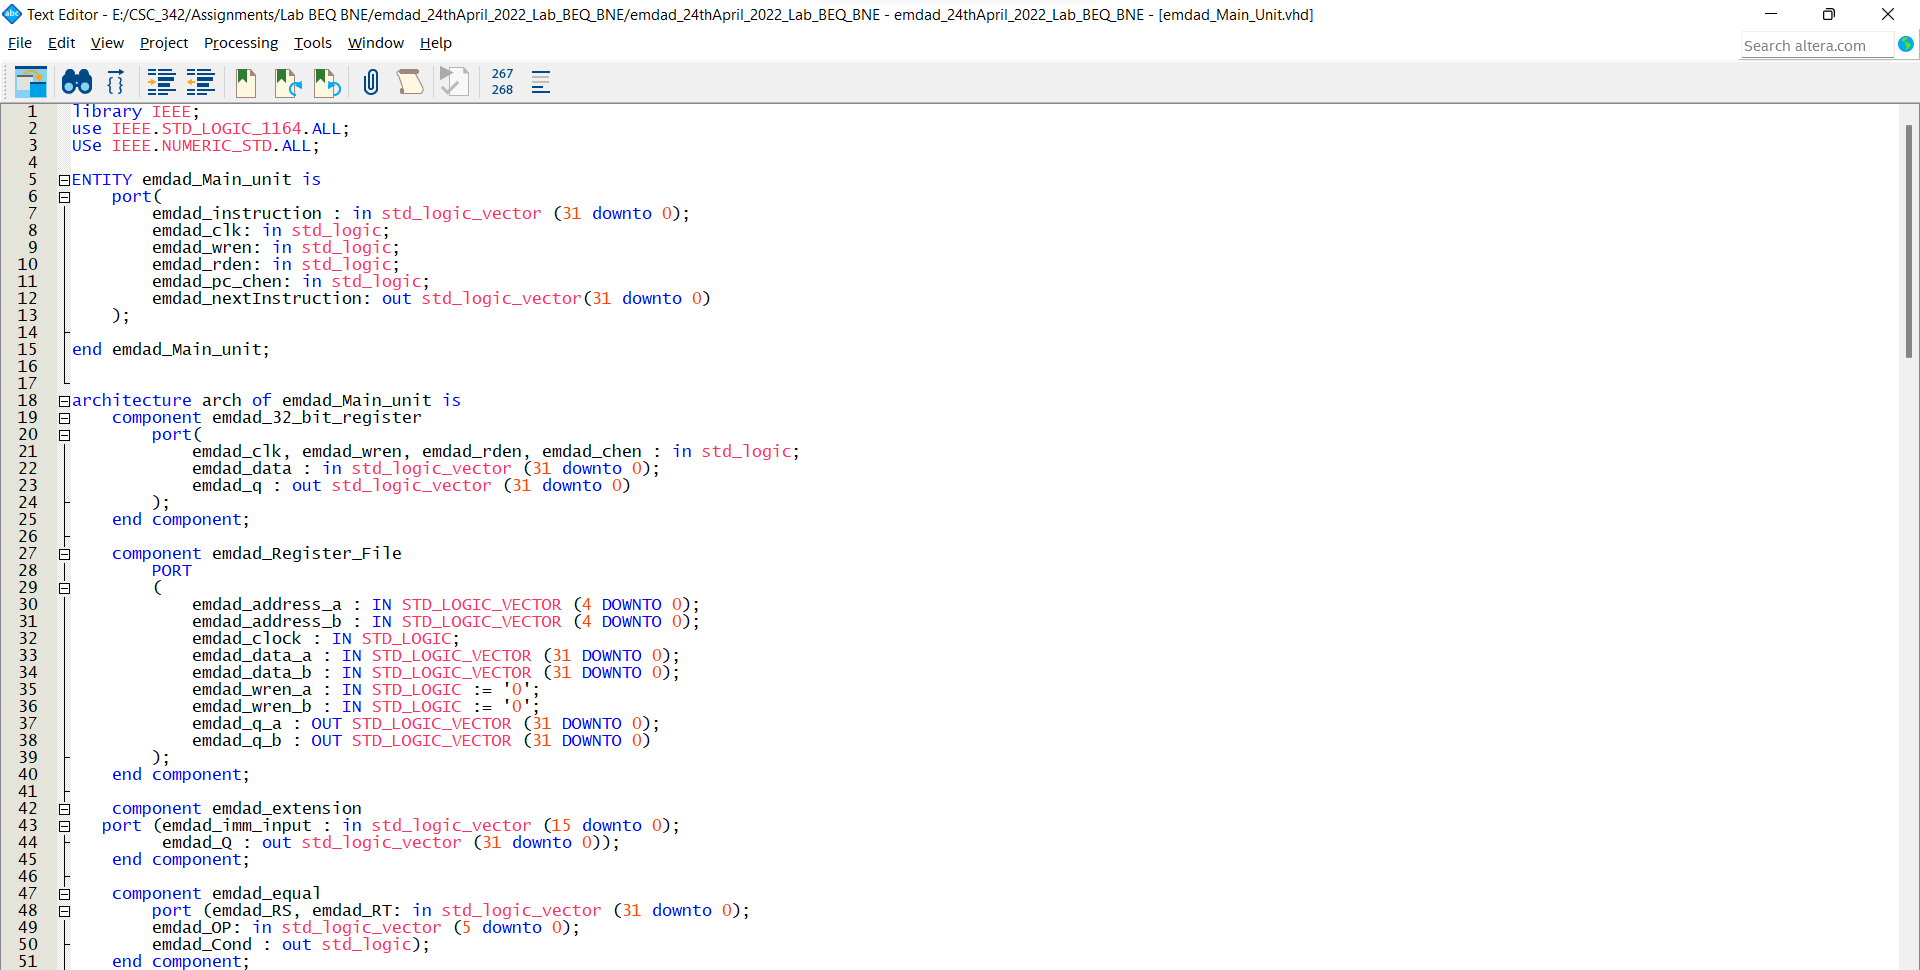 abc Text Editor - E:/CSC_342/Assignments/Lab BEQ BNE/emdad_24thApril_2022_Lab_BEQ_BNE/emdad_24thApril_2022_Lab_BEQ_BNE - emdad_24thApril_2022_Lab_BEQ_BNE - [emdad_Main_Unit.vhd]
File Edit View Project Processing Tools Window Help
Search altera.com
267
268
1 library IEEE;
2 use IEEE.STD_LOGIC_1164.ALL;
3 USe IEEE.NUMERIC_STD.ALL;
4
5 ENTITY emdad_Main_unit is
6 port(
7 emdad_instruction : in std_logic_vector (31 downto 0);
8 emdad_clk: in std_logic;
9 emdad_wren: in std_logic;
10 emdad_rden: in std_logic;
11 emdad_pc_chen: in std_logic;
12 emdad_nextInstruction: out std_logic_vector(31 downto 0)
13 );
14
15 end emdad_Main_unit;
16
17
18 architecture arch of emdad_Main_unit is
19 component emdad_32_bit_register
20 port(
21 emdad_clk, emdad_wren, emdad_rden, emdad_chen : in std_logic;
22 emdad_data : in std_logic_vector (31 downto 0);
23 emdad_q : out std_logic_vector (31 downto 0)
24 );
25 end component;
26
27 component emdad_Register_File
28 PORT
29 (
30 emdad_address_a : IN STD_LOGIC_VECTOR (4 DOWNTO 0);
31 emdad_address_b : IN STD_LOGIC_VECTOR (4 DOWNTO 0);
32 emdad_clock : IN STD_LOGIC;
33 emdad_data_a : IN STD_LOGIC_VECTOR (31 DOWNTO 0);
34 emdad_data_b : IN STD_LOGIC_VECTOR (31 DOWNTO 0);
35 emdad_wren_a : IN STD_LOGIC := '0';
36 emdad_wren_b : IN STD_LOGIC := '0';
37 emdad_q_a : OUT STD_LOGIC_VECTOR (31 DOWNTO 0);
38 emdad_q_b : OUT STD_LOGIC_VECTOR (31 DOWNTO 0)
39 );
40 end component;
41
42 component emdad_extension
43 port (emdad_imm_input : in std_logic_vector (15 downto 0);
44 emdad_Q : out std_logic_vector (31 downto 0));
45 end component;
46
47 component emdad_equal
48 port (emdad_RS, emdad_RT: in std_logic_vector (31 downto 0);
49 emdad_OP: in std_logic_vector (5 downto 0);
50 emdad_Cond : out std_logic);
51 end component;